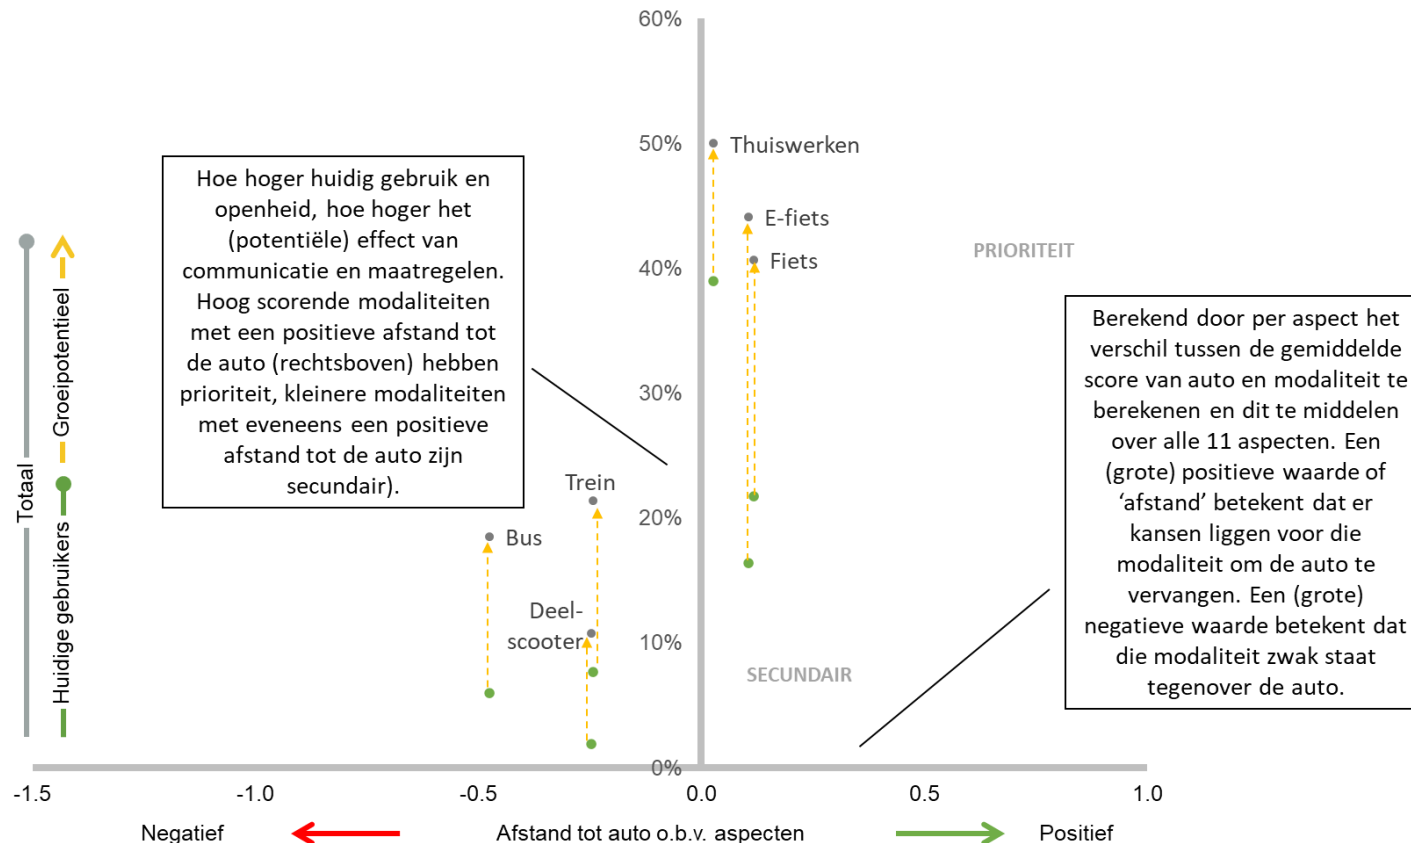 60%
50%
40%
30%
20%
10%
0%
Thuiswerken
E-fiets
Fiets
PRIORITEIT
Hoe hoger huidig gebruik en
openheid, hoe hoger het
(potentiële) effect van
communicatie en maatregelen.
Hoog scorende modaliteiten
met een positieve afstand tot
de auto (rechtsboven) hebben
prioriteit, kleinere modaliteiten
met eveneens een positieve
afstand tot de auto zijn
secundair).
Totaal
Groeipotentieel
Huidige gebruikers
Berekend door per aspect het
verschil tussen de gemiddelde
score van auto en modaliteit te
berekenen en dit te middelen
over alle 11 aspecten. Een
(grote) positieve waarde of
‘afstand’ betekent dat er
kansen liggen voor die
modaliteit om de auto te
vervangen. Een (grote)
negatieve waarde betekent dat
die modaliteit zwak staat
tegenover de auto.
Trein
Bus
Deel-
scooter
SECUNDAIR
-1.5
-1.0
-0.5
0.0
0.5
1.0
Negatief
Afstand tot auto o.b.v. aspecten
Positief